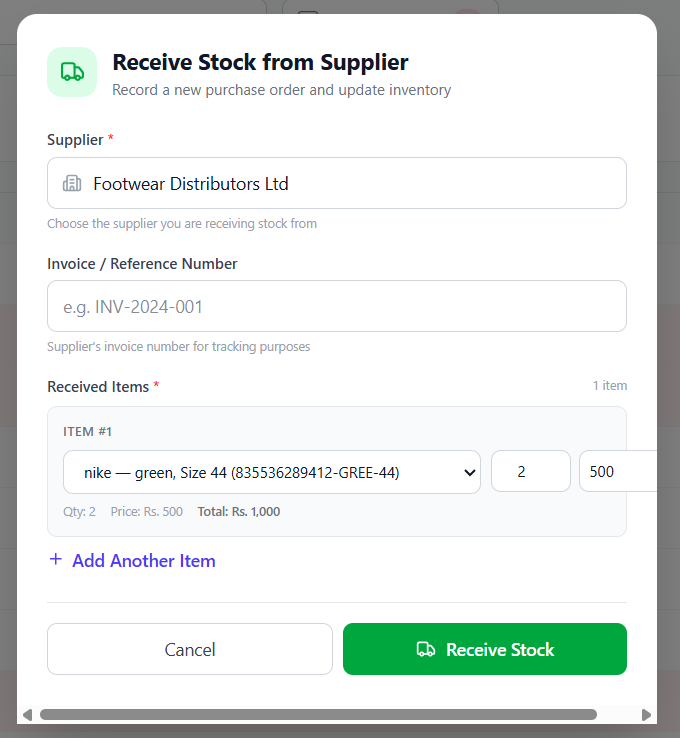 Receive Stock from Supplier
Record a new purchase order and update inventory
Supplier *
Footwear Distributors Ltd
Choose the supplier you are receiving stock from
Invoice / Reference Number
e.g. INV-2024-001
Supplier's invoice number for tracking purposes
Received Items * 1 item
ITEM #1
nike — green, Size 44 (835536289412-GREE-44) 2 500
Qty: 2 Price: Rs. 500 Total: Rs. 1,000
+ Add Another Item
Cancel Receive Stock